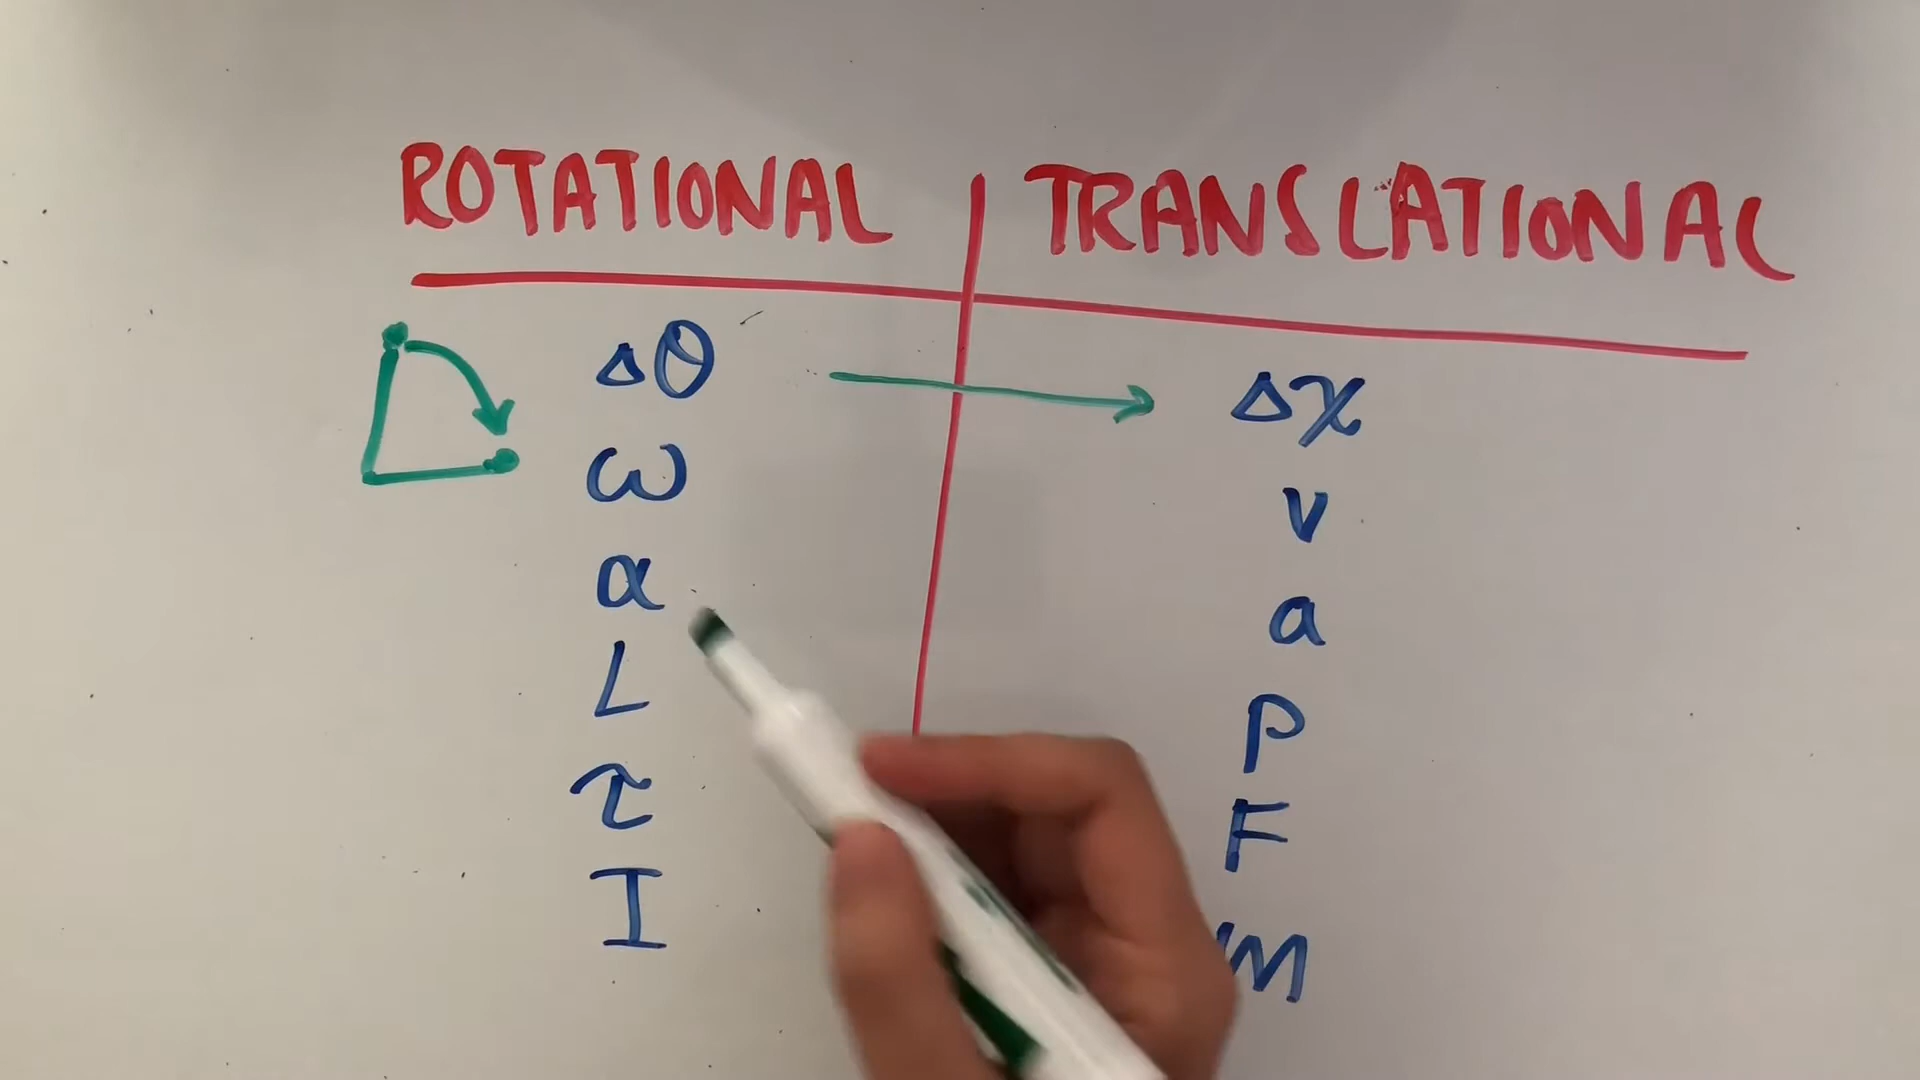 ROTATIONAL TRANSLATIONAL
Δθ Δx
ω v
α a
L P
τ F
I M